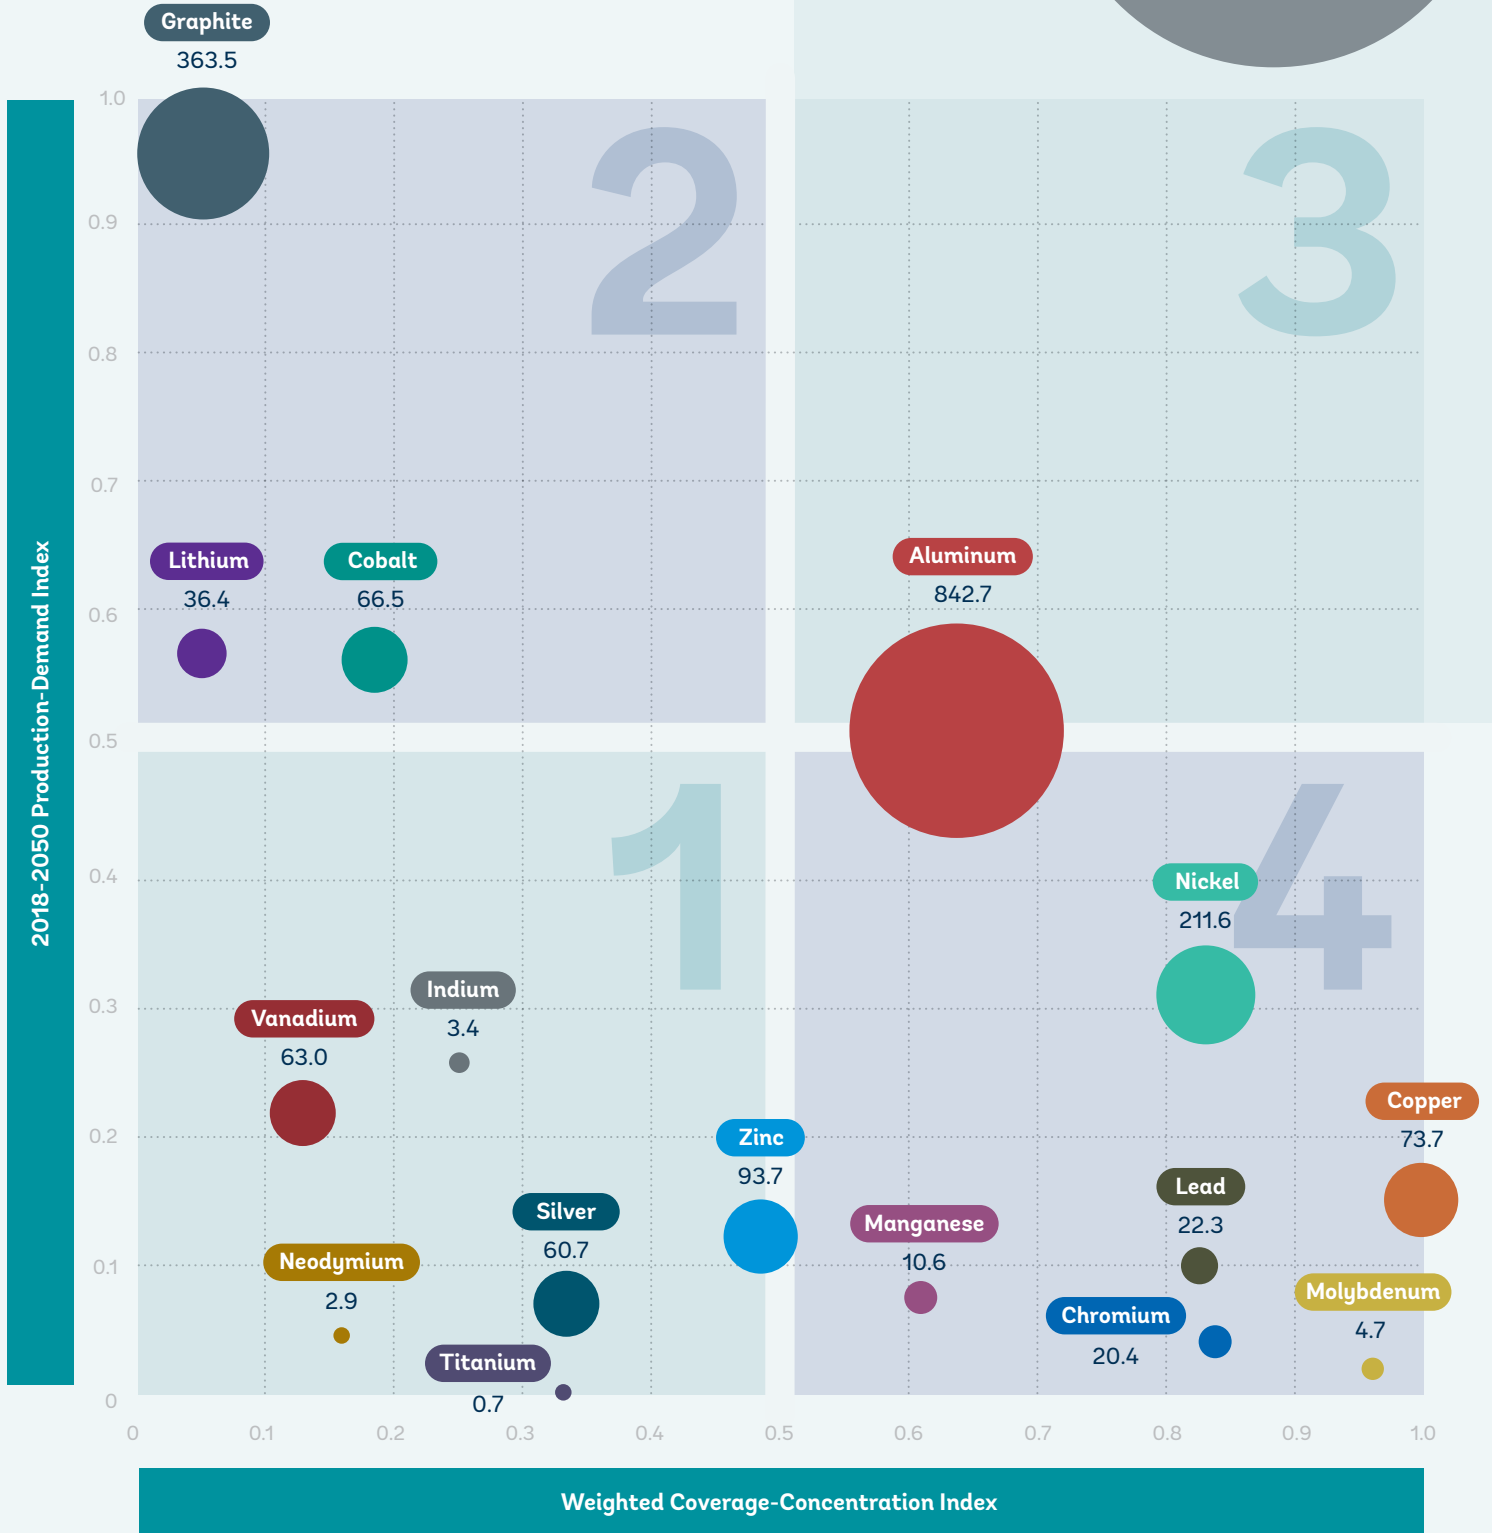 Graphite
363.5
1.0
0.9
0.8
0.7
0.6
0.5
0.4
0.3
0.2
0.1
0
2018-2050 Production-Demand Index
2
3
Lithium
36.4
Cobalt
66.5
Aluminum
842.7
1
4
Nickel
211.6
Indium
3.4
Vanadium
63.0
Copper
73.7
Zinc
93.7
Lead
22.3
Silver
60.7
Manganese
10.6
Neodymium
2.9
Molybdenum
4.7
Chromium
20.4
Titanium
0.7
0 0.1 0.2 0.3 0.4 0.5 0.6 0.7 0.8 0.9 1.0
Weighted Coverage-Concentration Index